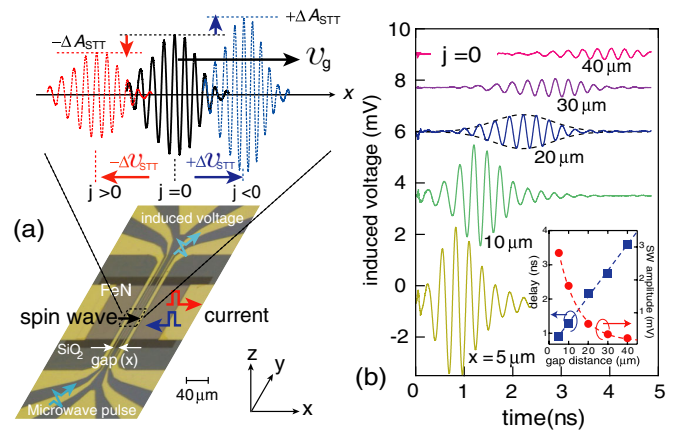 −ΔA_STT
+ΔA_STT
v_g
x
−Δv_STT
+Δv_STT
j>0
j=0
j<0
(a)
induced voltage
FeN
spin wave
current
SiO₂
gap (x)
Microwave pulse
40 μm
z
y
x
induced voltage (mV)
10
8
6
4
2
0
-2
j=0
40 μm
30 μm
20 μm
10 μm
x = 5 μm
delay (ns)
4
3
2
1
SW amplitude (mV)
3
2
1
0
10
20
30
40
gap distance (μm)
(b)
0
1
2
3
4
5
time(ns)